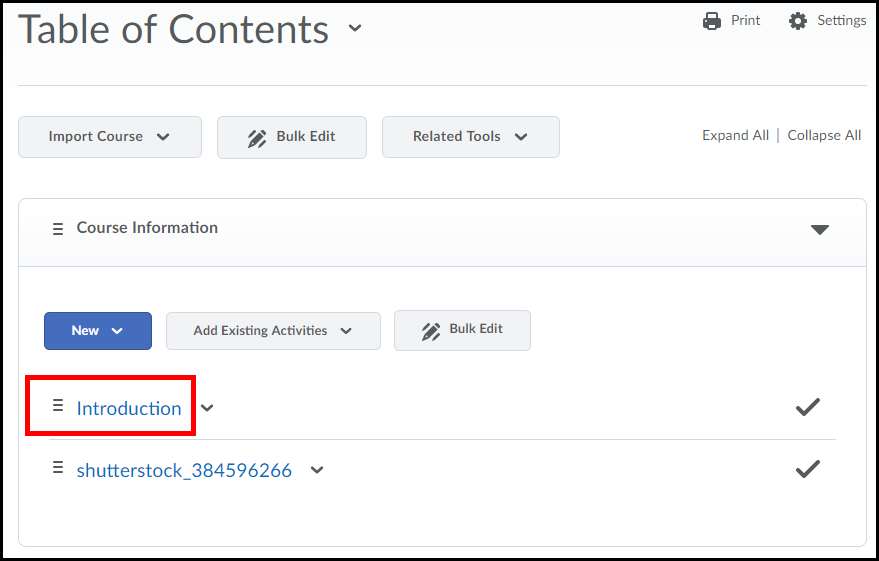 Table of Contents
Print
Settings
Import Course
Bulk Edit
Related Tools
Expand All | Collapse All
Course Information
New
Add Existing Activities
Bulk Edit
Introduction
shutterstock_384596266